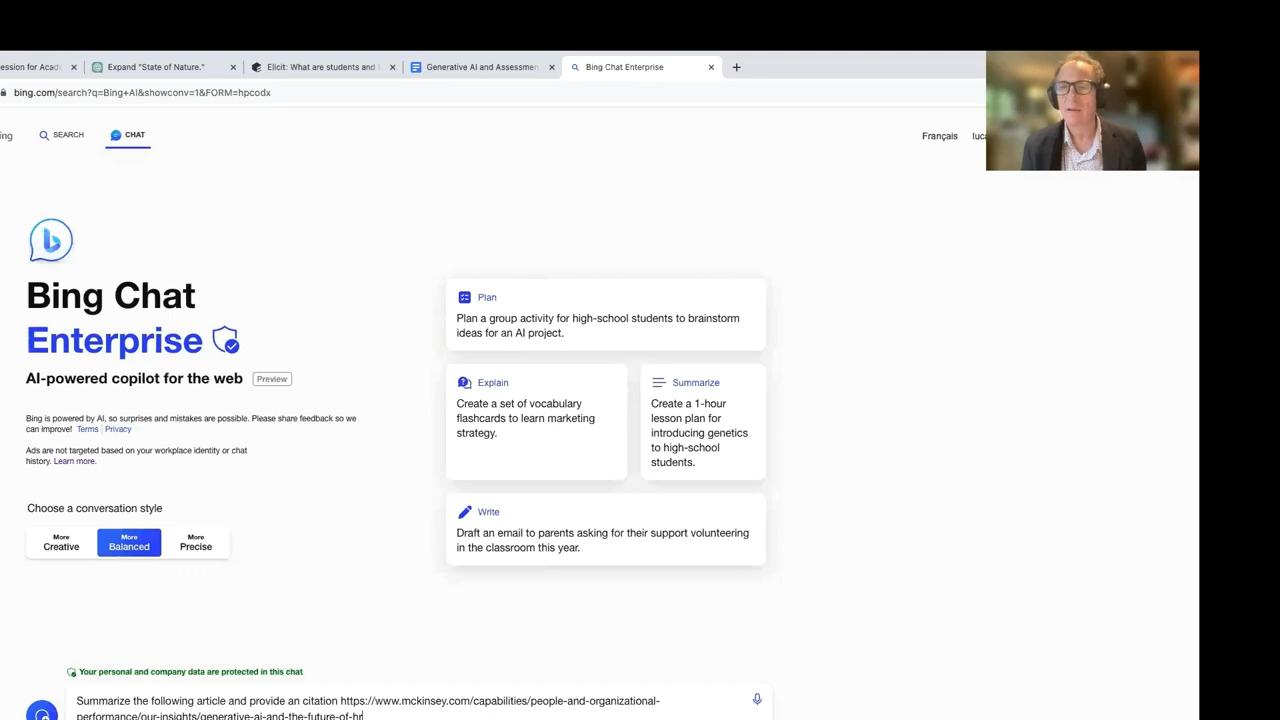 ession for Acad
Expand "State of Nature."
Elicit: What are students and
Generative AI and Assessmen
Bing Chat Enterprise
bing.com/search?q=Bing+AI&showconv=1&FORM=hpcodx
ing
SEARCH
CHAT
Français
luca
Bing Chat
Enterprise
AI-powered copilot for the web
Preview
Bing is powered by AI, so surprises and mistakes are possible. Please share feedback so we
can improve! Terms | Privacy
Ads are not targeted based on your workplace identity or chat
history. Learn more.
Choose a conversation style
More
Creative
More
Balanced
More
Precise
Plan
Plan a group activity for high-school students to brainstorm
ideas for an AI project.
Explain
Create a set of vocabulary
flashcards to learn marketing
strategy.
Summarize
Create a 1-hour
lesson plan for
introducing genetics
to high-school
students.
Write
Draft an email to parents asking for their support volunteering
in the classroom this year.
Your personal and company data are protected in this chat
Summarize the following article and provide an citation https://www.mckinsey.com/capabilities/people-and-organizational-
performance/our-insights/generative-ai-and-the-future-of-hr